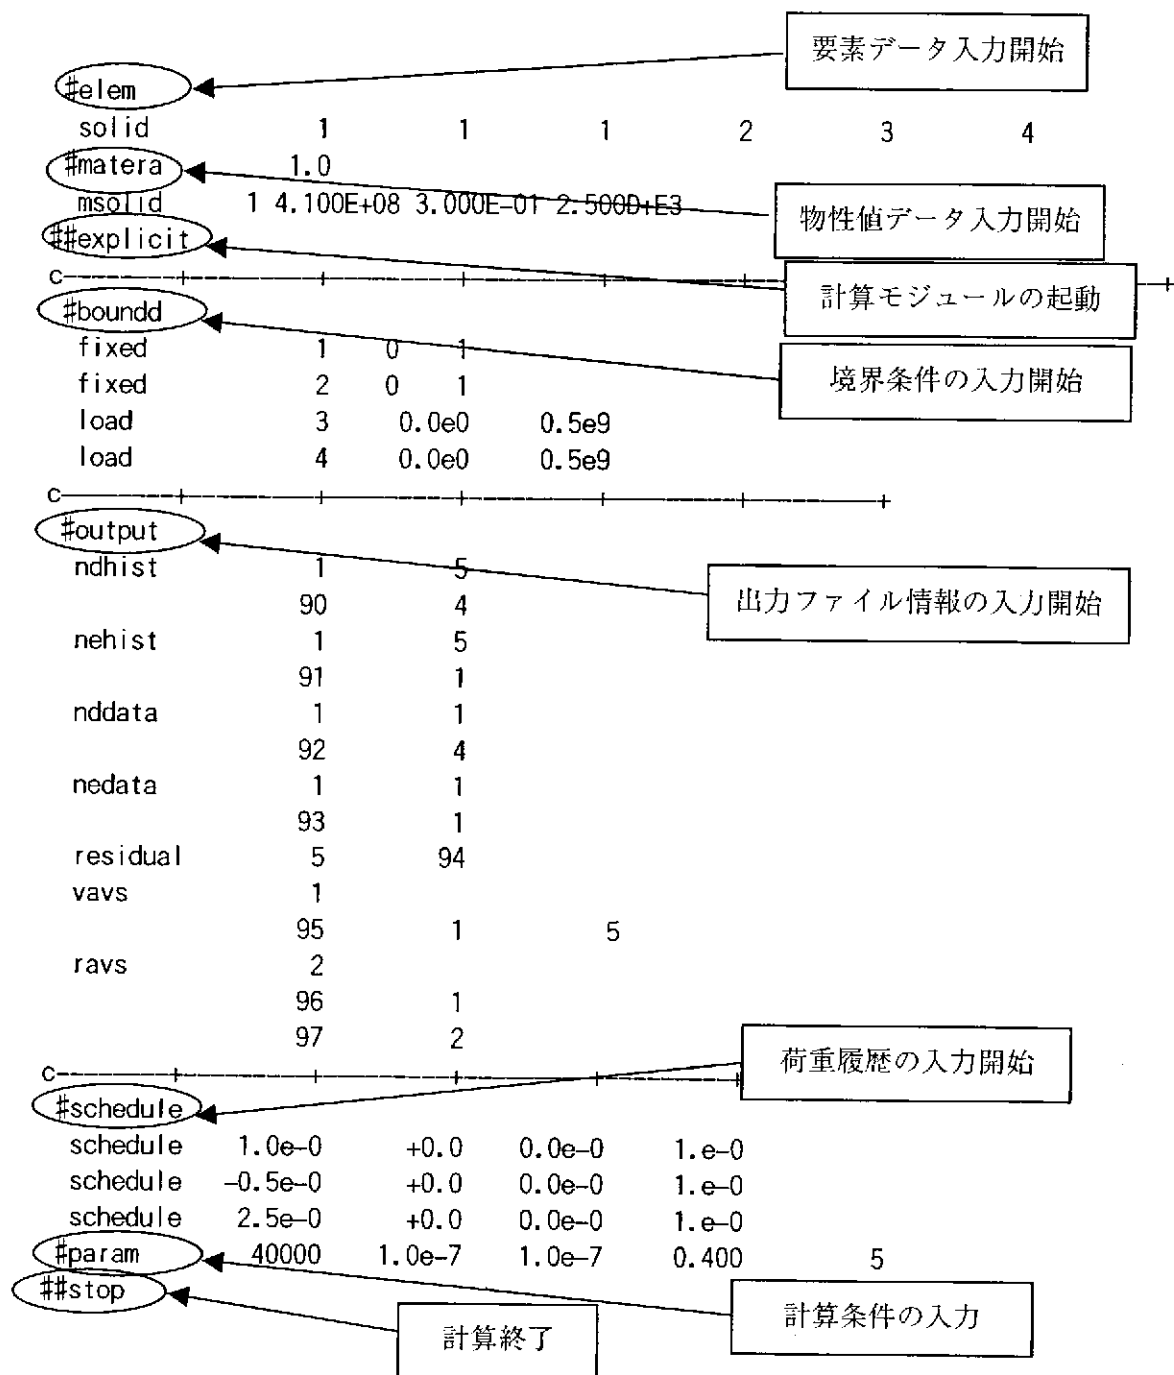 要素データ入力開始
#elem
solid 1 1 1 2 3 4
#matera 1.0
msolid 1 4.100E+08 3.000E-01 2.500D+E3
物性値データ入力開始
##explicit
c
計算モジュールの起動
#boundd
fixed 1 0 1
境界条件の入力開始
fixed 2 0 1
load 3 0.0e0 0.5e9
load 4 0.0e0 0.5e9
c
#output
ndhist 1 5
出力ファイル情報の入力開始
90 4
nehist 1 5
91 1
nddata 1 1
92 4
nedata 1 1
93 1
residual 5 94
vavs 1
95 1 5
ravs 2
96 1
97 2
荷重履歴の入力開始
c
#schedule
schedule 1.0e-0 +0.0 0.0e-0 1.e-0
schedule -0.5e-0 +0.0 0.0e-0 1.e-0
schedule 2.5e-0 +0.0 0.0e-0 1.e-0
#param 40000 1.0e-7 1.0e-7 0.400 5
##stop
計算条件の入力
計算終了